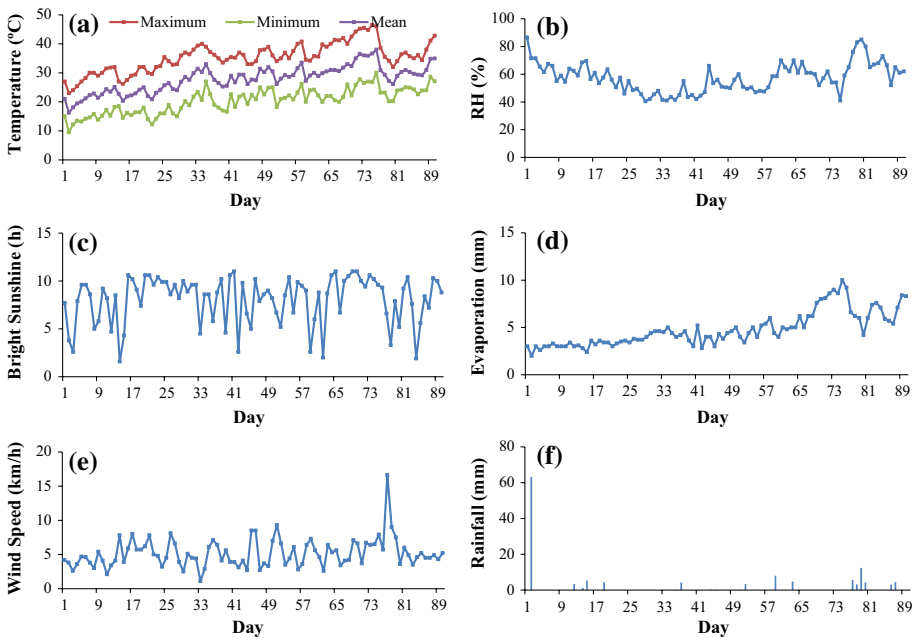 (a)
Maximum Minimum Mean
Temperature (ºC)
50
40
30
20
10
0
1 9 17 25 33 41 49 57 65 73 81 89
Day
(b)
RH (%)
100
80
60
40
20
0
1 9 17 25 33 41 49 57 65 73 81 89
Day
(c)
Bright Sunshine (h)
15
10
5
0
1 9 17 25 33 41 49 57 65 73 81 89
Day
(d)
Evaporation (mm)
15
10
5
0
1 9 17 25 33 41 49 57 65 73 81 89
Day
(e)
Wind Speed (km/h)
20
15
10
5
0
1 9 17 25 33 41 49 57 65 73 81 89
Day
(f)
Rainfall (mm)
80
60
40
20
0
1 9 17 25 33 41 49 57 65 73 81 89
Day